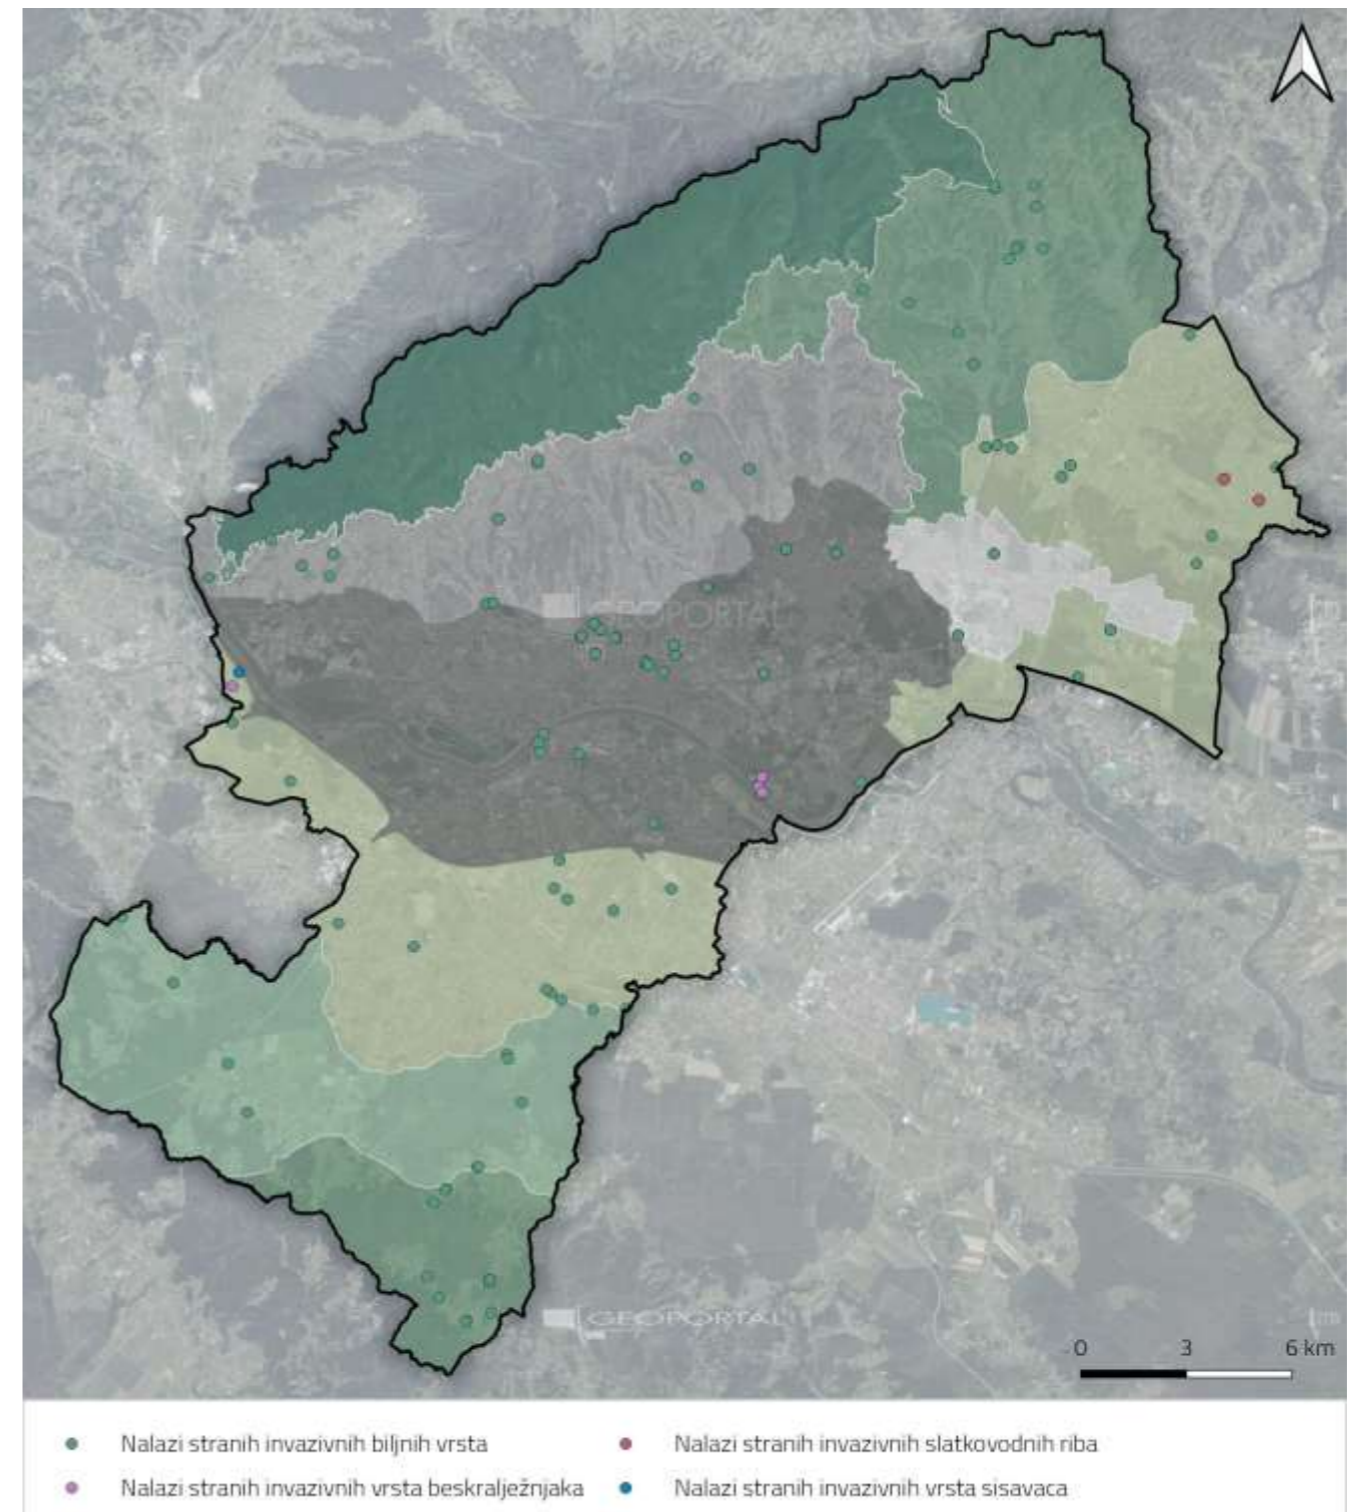 GEOPORTAL
GEOPORTAL
0 3 6 km
Nalazi stranih invazivnih biljnih vrsta
Nalazi stranih invazivnih slatkovodnih riba
Nalazi stranih invazivnih vrsta beskralježnjaka
Nalazi stranih invazivnih vrsta sisavaca